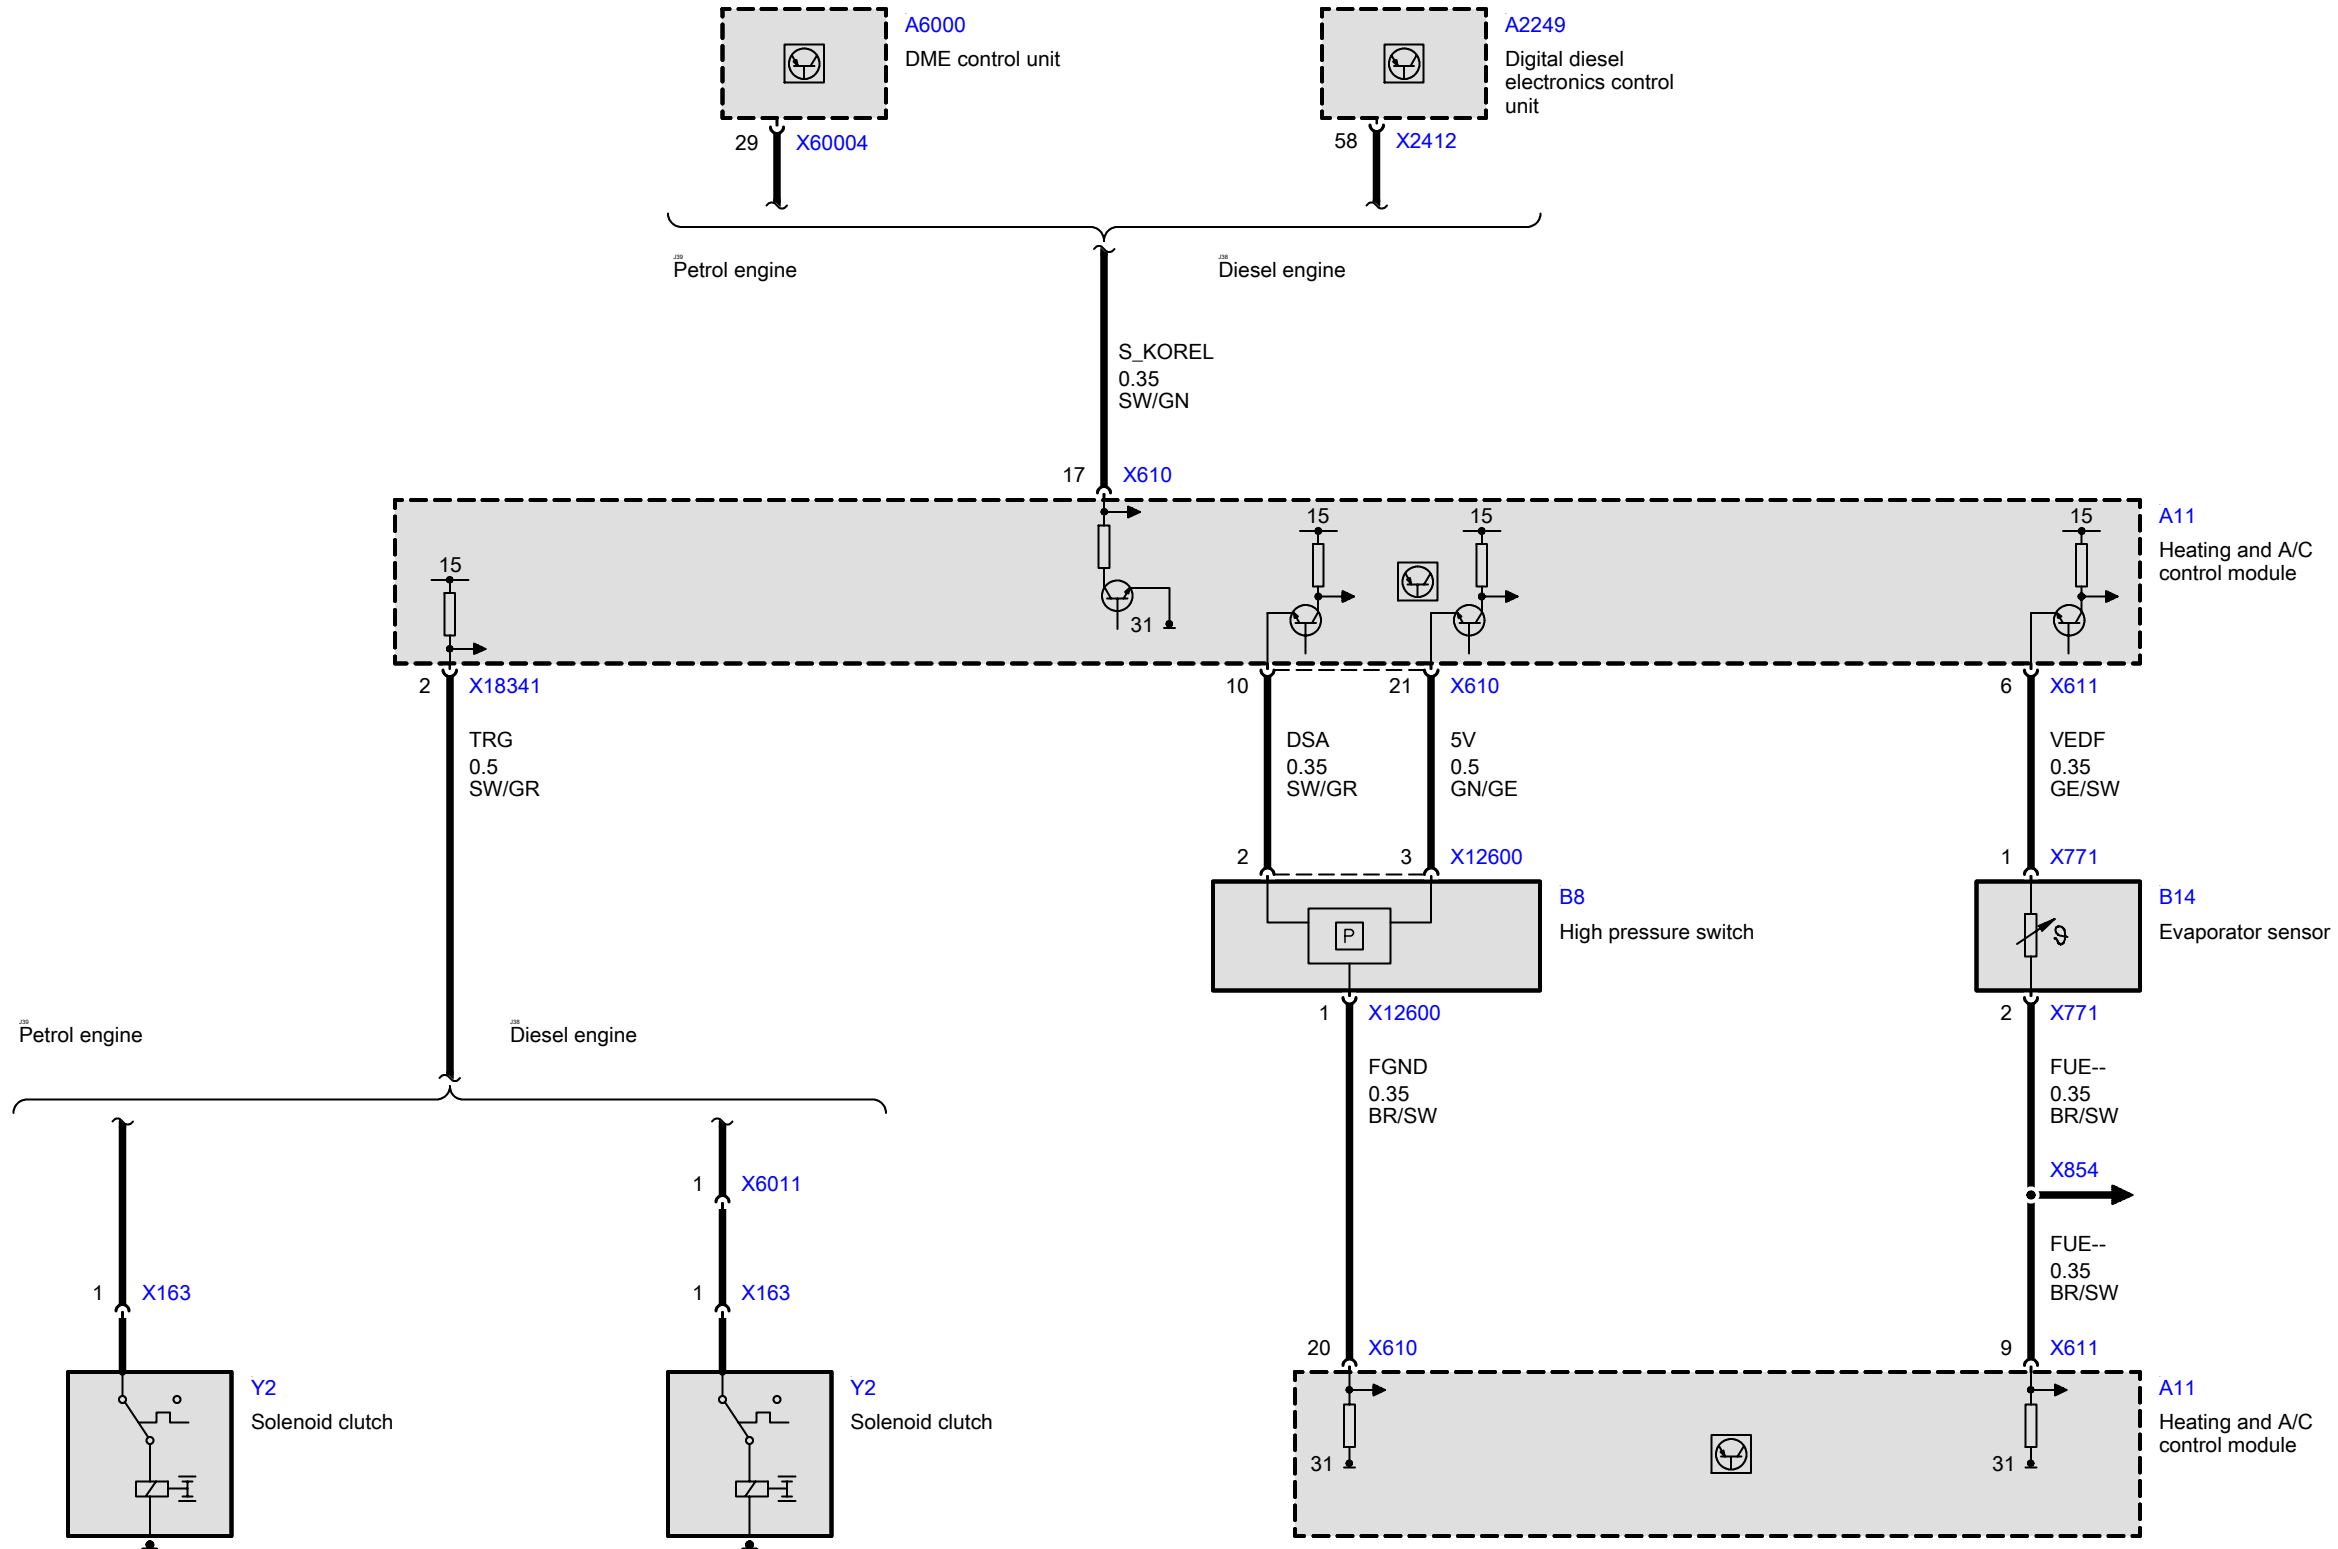 A6000
DME control unit
A2249
Digital diesel
electronics control
unit
29 X60004
58 X2412
J39
Petrol engine
J38
Diesel engine
S_KOREL
0.35
SW/GN
17 X610
15
31
15
15
15
A11
Heating and A/C
control module
2 X18341
10
21 X610
6 X611
TRG
0.5
SW/GR
DSA
0.35
SW/GR
5V
0.5
GN/GE
VEDF
0.35
GE/SW
2
3 X12600
1 X771
B8
High pressure switch
P
B14
Evaporator sensor
ϑ
1 X12600
2 X771
J39
Petrol engine
J38
Diesel engine
FGND
0.35
BR/SW
FUE--
0.35
BR/SW
X854
1 X6011
FUE--
0.35
BR/SW
1 X163
1 X163
20 X610
9 X611
Y2
Solenoid clutch
Y2
Solenoid clutch
31
31
A11
Heating and A/C
control module